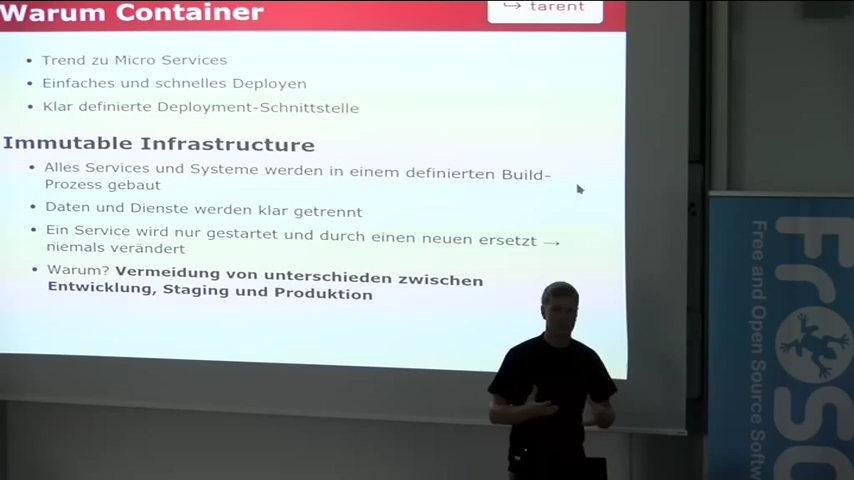 Warum Container
↪ tarent
• Trend zu Micro Services
• Einfaches und schnelles Deployen
• Klar definierte Deployment-Schnittstelle
Immutable Infrastructure
• Alles Services und Systeme werden in einem definierten Build-
Prozess gebaut
• Daten und Dienste werden klar getrennt
• Ein Service wird nur gestartet und durch einen neuen ersetzt →
niemals verändert
• Warum? Vermeidung von unterschieden zwischen
Entwicklung, Staging und Produktion
FrOSC
Free and Open Source Softw